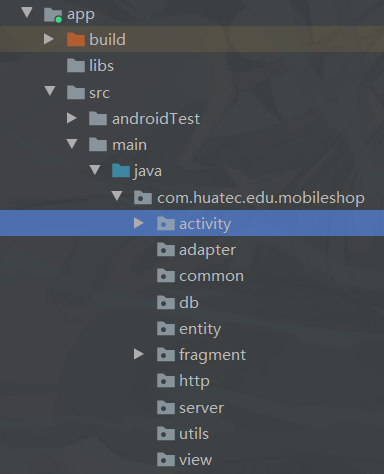 app
build
libs
src
androidTest
main
java
com.huatec.edu.mobileshop
activity
adapter
common
db
entity
fragment
http
server
utils
view